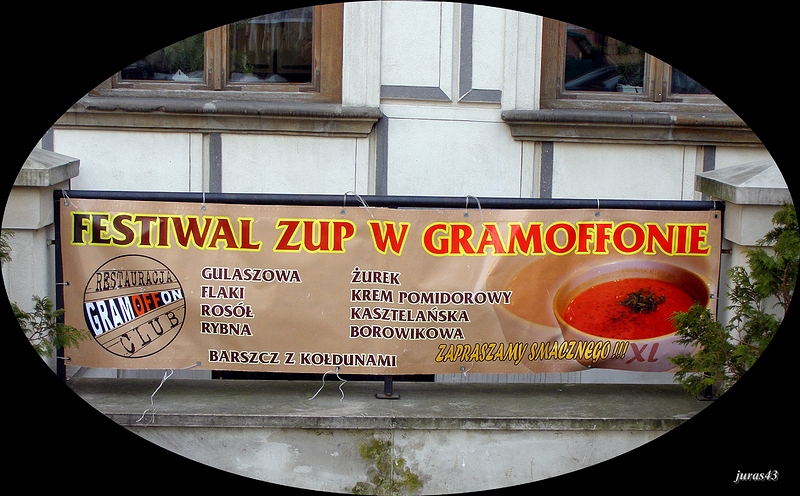 FESTIWAL ZUP W GRAMOFFONIE
RESTAURACJA
GRAMOFFON
CLUB
GULASZOWA
FLAKI
ROSÓŁ
RYBNA
ŻUREK
KREM POMIDOROWY
KASZTELAŃSKA
BOROWIKOWA
BARSZCZ Z KOŁDUNAMI
ZAPRASZAMY SMACZNEGO !!!
XL
juras43